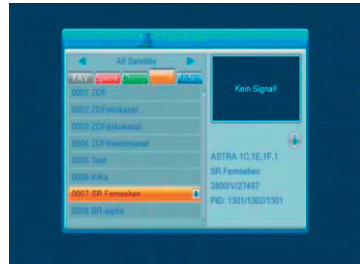 All Satellite
FAV
0001 ZDF
0002 ZDFinfokanal
0003 ZDFdokukanal
0004 ZDFtheaterkanal
0005 3sat
0006 KiKa
0007 SR Fernsehen
0008 BR-alpha
Kein Signal!
ASTRA 1C,1E,1F,1
SR Fernsehen
3800/V/27497
PID: 1301/1302/1301